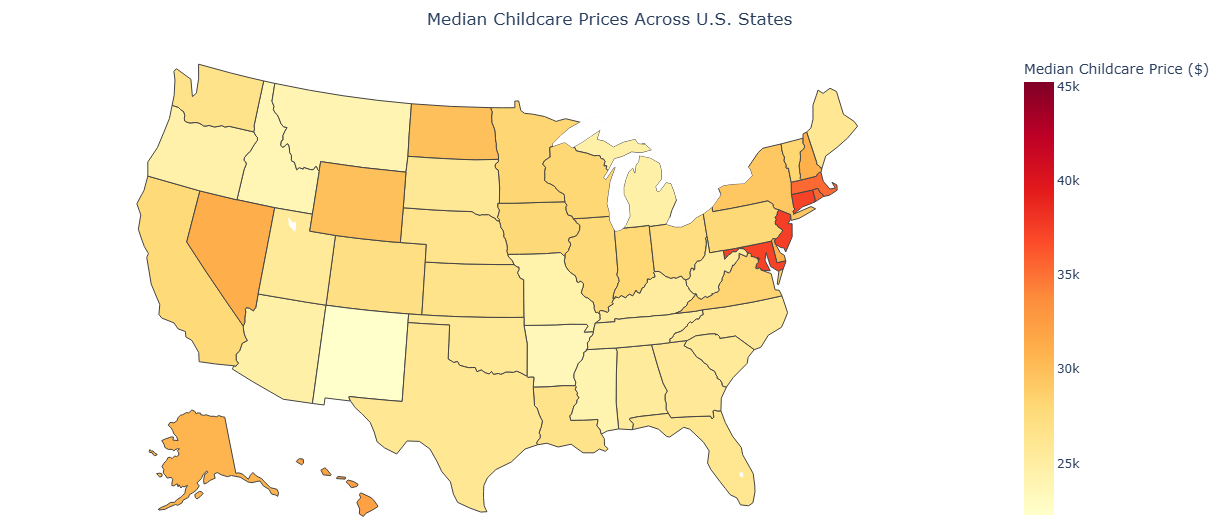 Median Childcare Prices Across U.S. States
Median Childcare Price ($)
45k
40k
35k
30k
25k